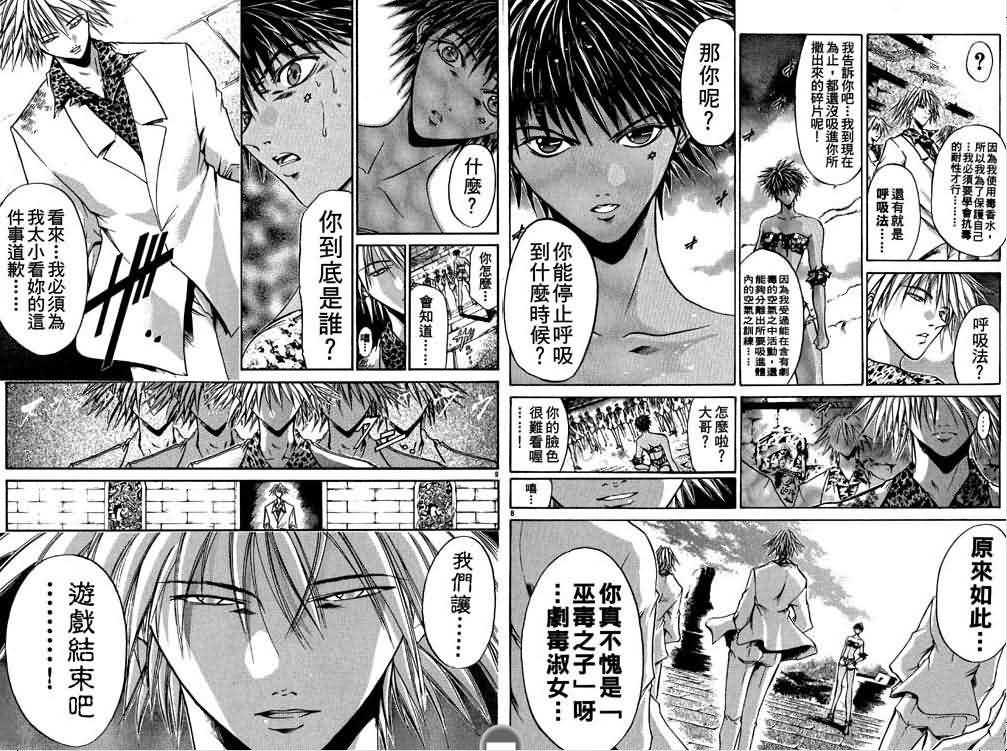 ？
因為我使用毒香水，
所以我為了保護自己
…我必須要學會抗毒
的耐性才行………
還有就是
呼吸法……
我告訴你吧…我到現在
為止，都還沒吸進你所
撒出來的碎片呢！
因為我受過能在含有劇
毒的空氣之中活動，還
能夠分離出所要吸進體
內的空氣之訓練……
呼吸法？
那你呢？
你能停止呼吸
到什麼時候？
怎麼啦
大哥？
你的臉色
很難看喔
嘻…
8
原來如此…
你真不愧是「
巫毒之子」呀
…劇毒淑女…
什麼？
你怎麼…
會知道……
嘻
你到底是誰？
看來…我必須為
我太小看妳的這
件事道歉……
9
我們讓……
遊戲結束吧
………！